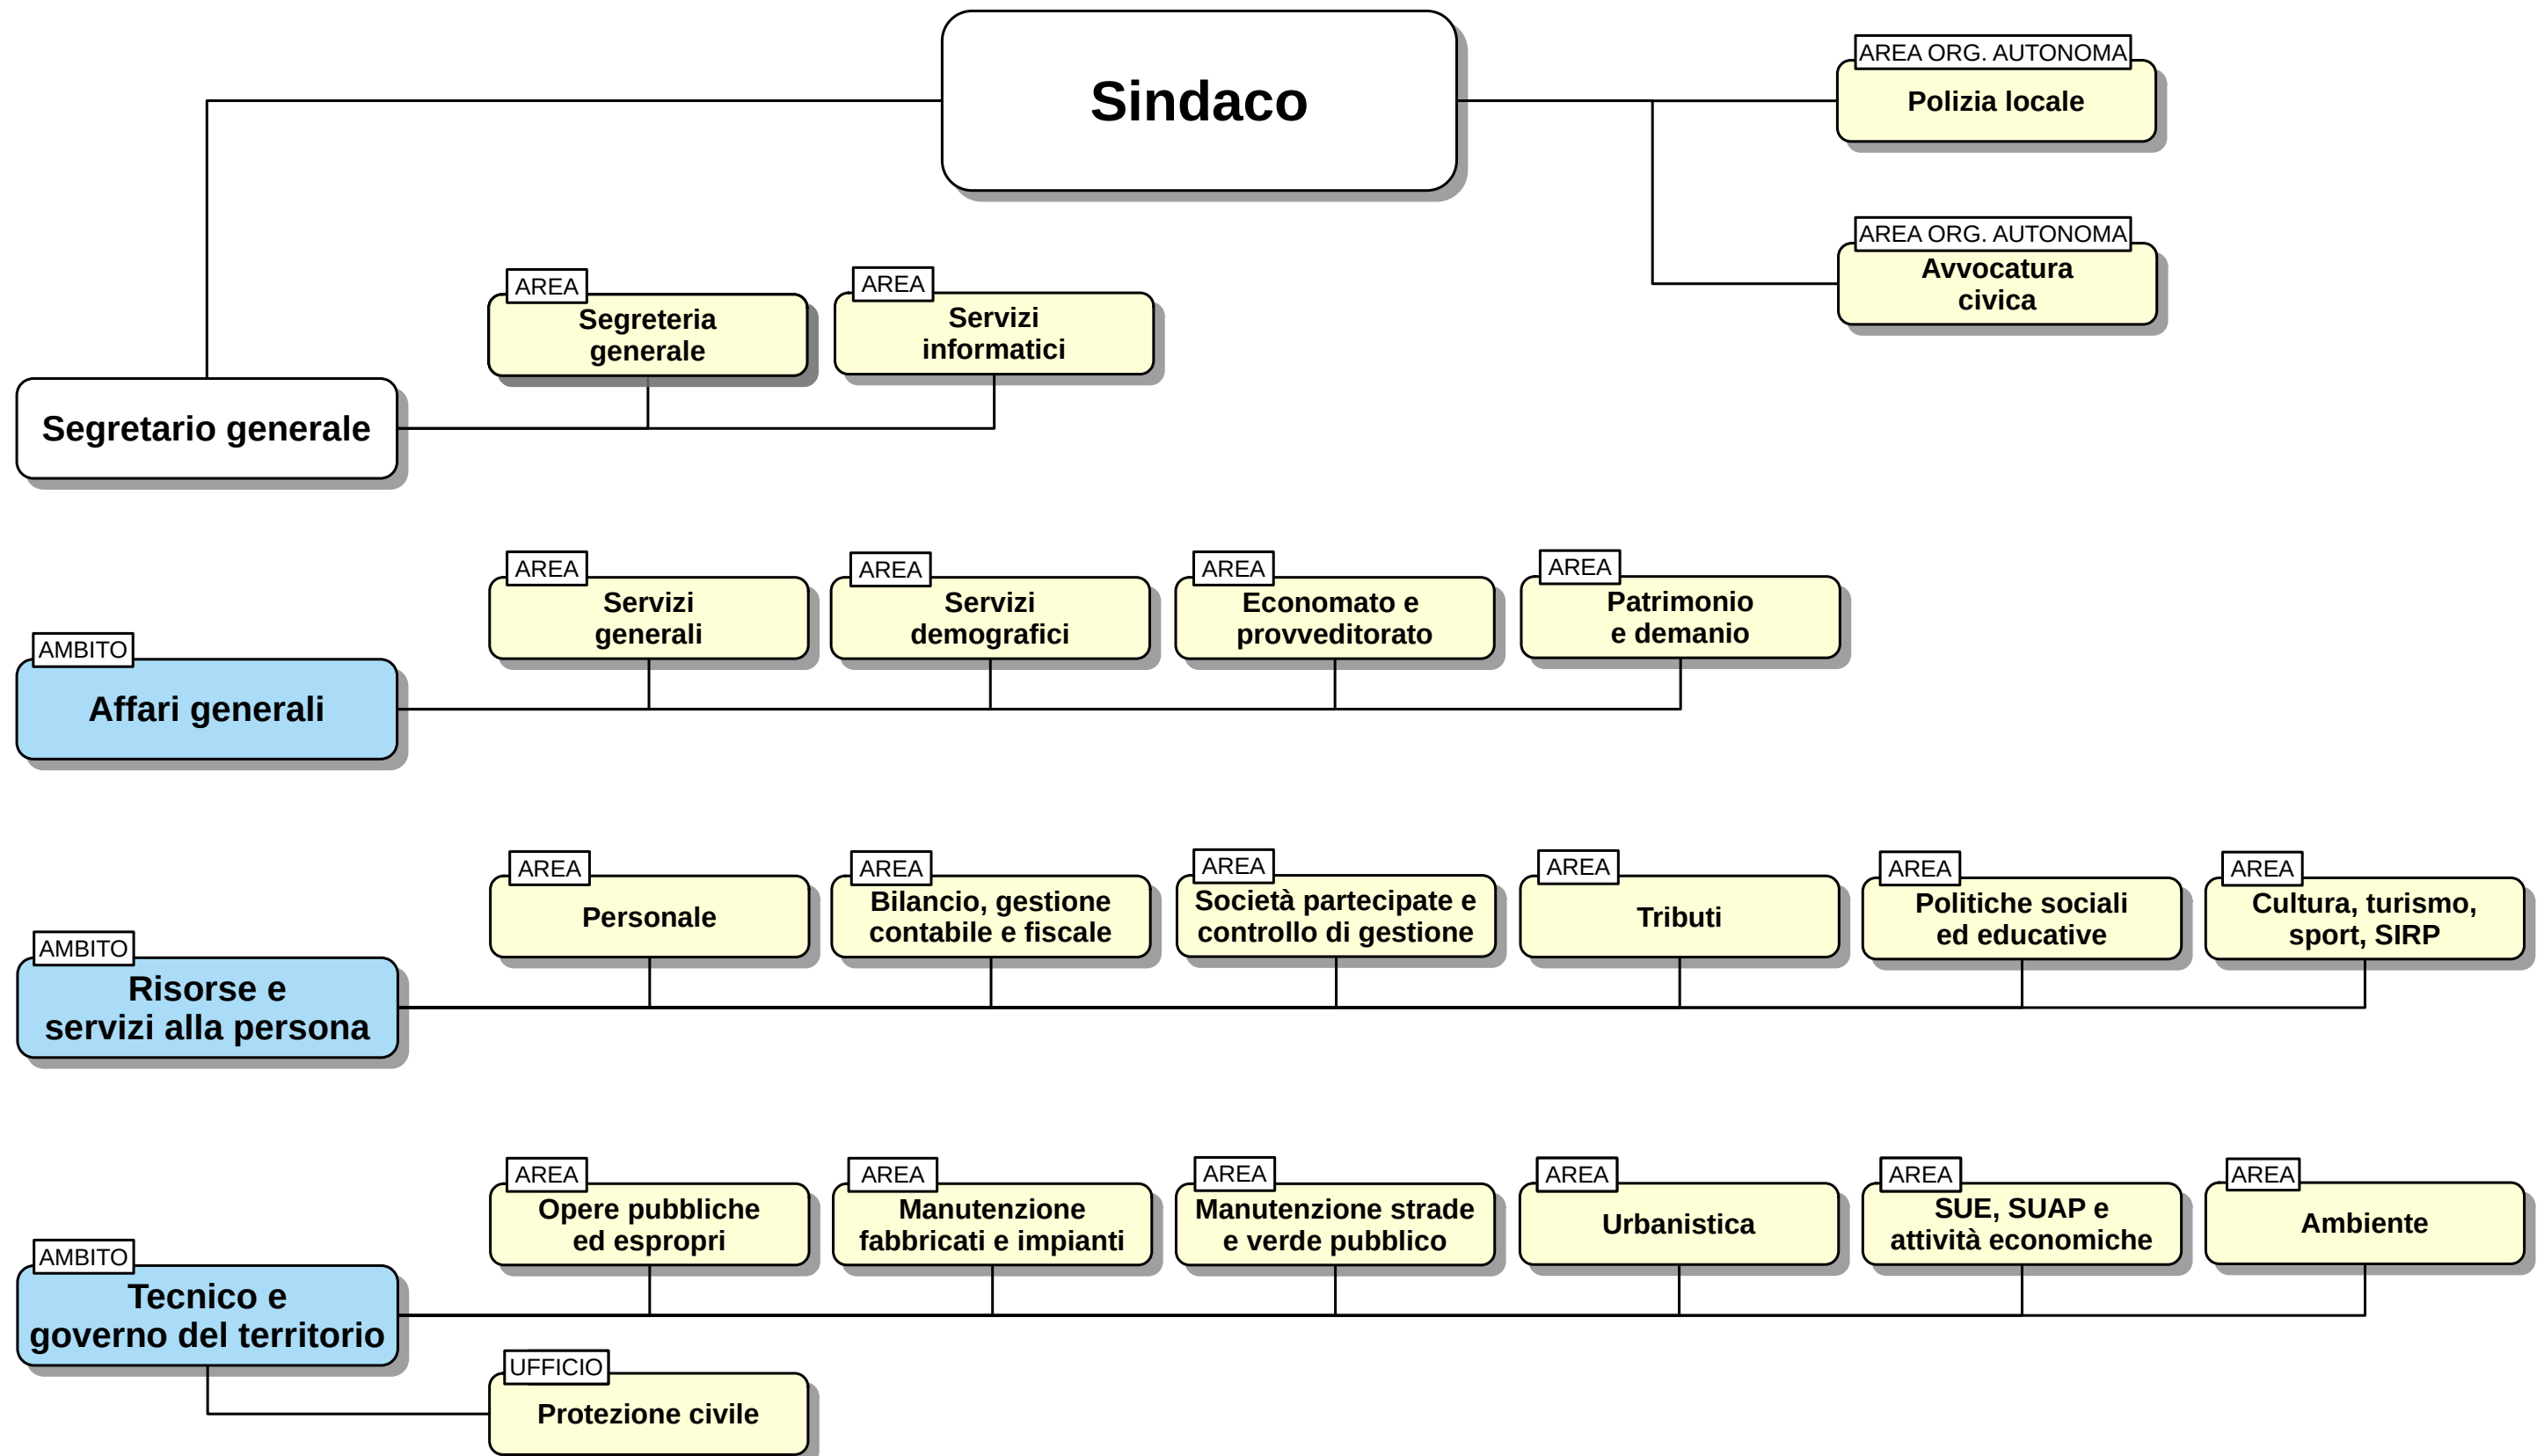 Sindaco
AREA ORG. AUTONOMA
Polizia locale
AREA ORG. AUTONOMA
Avvocatura
civica
AREA
Segreteria
generale
AREA
Servizi
informatici
Segretario generale
AREA
Servizi
generali
AREA
Servizi
demografici
AREA
Economato e
provveditorato
AREA
Patrimonio
e demanio
AMBITO
Affari generali
AREA
Personale
AREA
Bilancio, gestione
contabile e fiscale
AREA
Società partecipate e
controllo di gestione
AREA
Tributi
AREA
Politiche sociali
ed educative
AREA
Cultura, turismo,
sport, SIRP
AMBITO
Risorse e
servizi alla persona
AREA
Opere pubbliche
ed espropri
AREA
Manutenzione
fabbricati e impianti
AREA
Manutenzione strade
e verde pubblico
AREA
Urbanistica
AREA
SUE, SUAP e
attività economiche
AREA
Ambiente
AMBITO
Tecnico e
governo del territorio
UFFICIO
Protezione civile